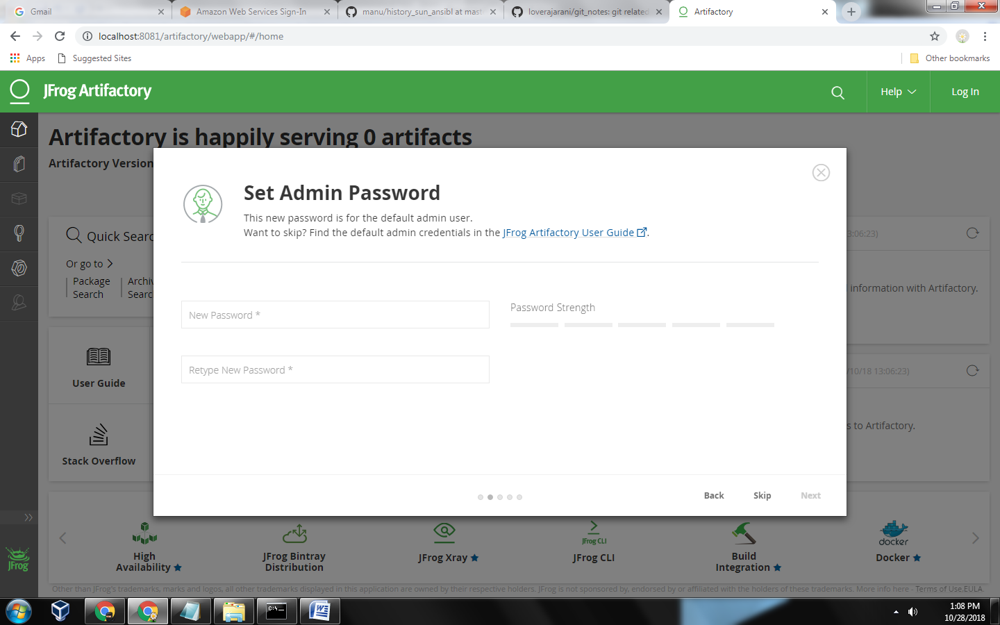 Gmail
Amazon Web Services Sign-In
manu/history_sun_ansibl at mast
loverajarani/git_notes: git related
Artifactory
localhost:8081/artifactory/webapp/#/home
Apps
Suggested Sites
Other bookmarks
JFrog Artifactory
Help
Log In
Artifactory is happily serving 0 artifacts
Artifactory Version
Set Admin Password
This new password is for the default admin user.
Want to skip? Find the default admin credentials in the JFrog Artifactory User Guide.
Quick Searc
3:06:23)
Or go to
Package
Search
Archiv
Searc
information with Artifactory.
New Password *
Password Strength
Retype New Password *
User Guide
/10/18 13:06:23)
s to Artifactory.
Stack Overflow
Back
Skip
Next
High
Availability
JFrog Bintray
Distribution
JFrog Xray
JFrog CLI
JFrog CLI
Build
Integration
docker
Docker
JFrog
Other than JFrog's trademarks, marks and logos, all other trademarks displayed in this application are owned by their respective holders. JFrog is not sponsored by, endorsed by or affiliated with the holders of these trademarks. More info here - Terms of Use,EULA.
C:\
W
1:08 PM
10/28/2018